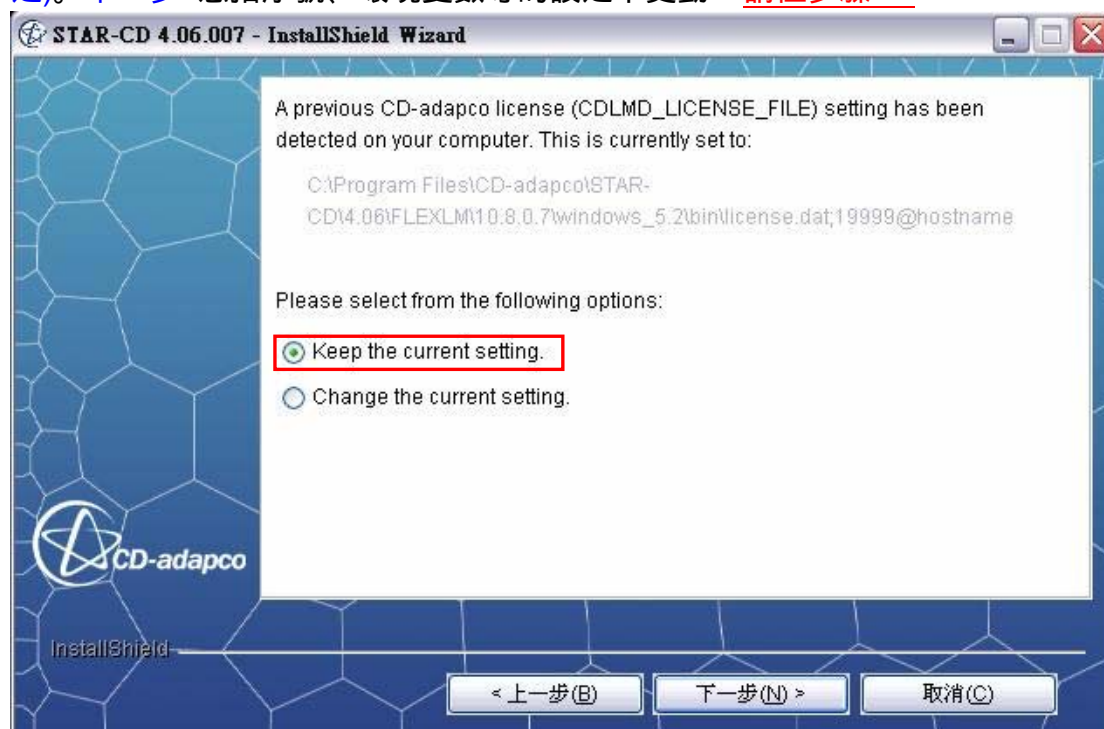 STAR-CD 4.06.007 - InstallShield Wizard
A previous CD-adapco license (CDLMD_LICENSE_FILE) setting has been
detected on your computer. This is currently set to:
C:\Program Files\CD-adapco\STAR-
CD\4.06\FLEXLM\10.8.0.7\windows_5.2\bin\license.dat;19999@hostname
Please select from the following options:
Keep the current setting.
Change the current setting.
CD-adapco
InstallShield
<上一步(B)
下一步(N) >
取消(C)